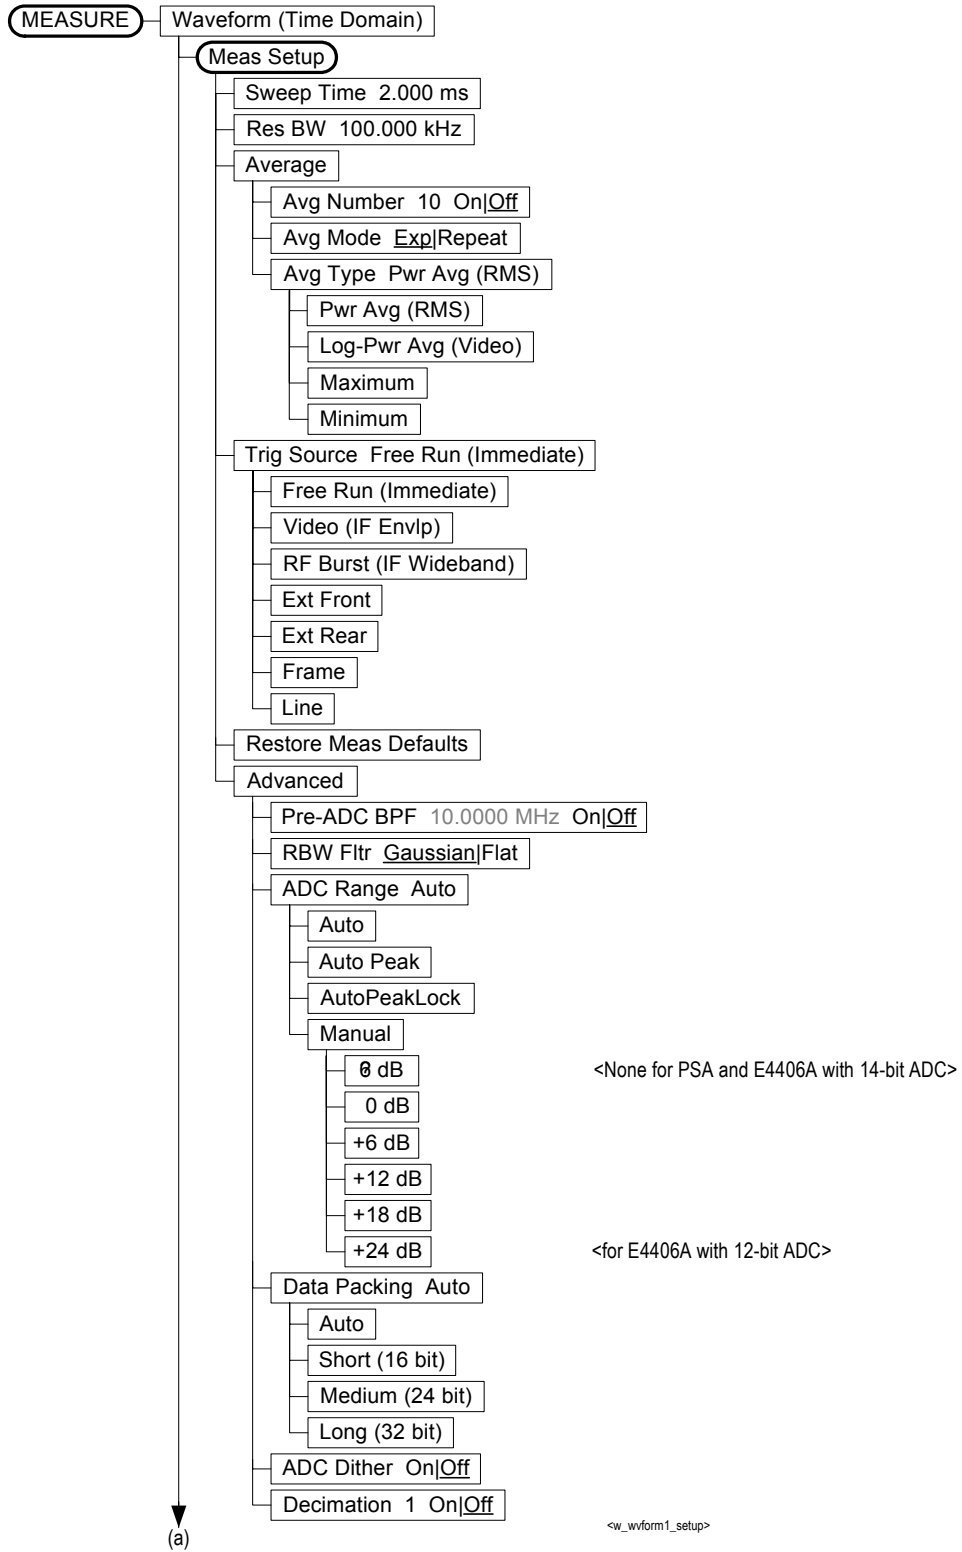 MEASURE
Waveform (Time Domain)
Meas Setup
Sweep Time 2.000 ms
Res BW 100.000 kHz
Average
Avg Number 10 On|Off
Avg Mode Exp|Repeat
Avg Type Pwr Avg (RMS)
Pwr Avg (RMS)
Log-Pwr Avg (Video)
Maximum
Minimum
Trig Source Free Run (Immediate)
Free Run (Immediate)
Video (IF Envlp)
RF Burst (IF Wideband)
Ext Front
Ext Rear
Frame
Line
Restore Meas Defaults
Advanced
Pre-ADC BPF 10.0000 MHz On|Off
RBW Fltr Gaussian|Flat
ADC Range Auto
Auto
Auto Peak
AutoPeakLock
Manual
dB <None for PSA and E4406A with 14-bit ADC>
0 dB
+6 dB
+12 dB
+18 dB
+24 dB <for E4406A with 12-bit ADC>
Data Packing Auto
Auto
Short (16 bit)
Medium (24 bit)
Long (32 bit)
ADC Dither On|Off
Decimation 1 On|Off
<w_wvform1_setup>
(a)